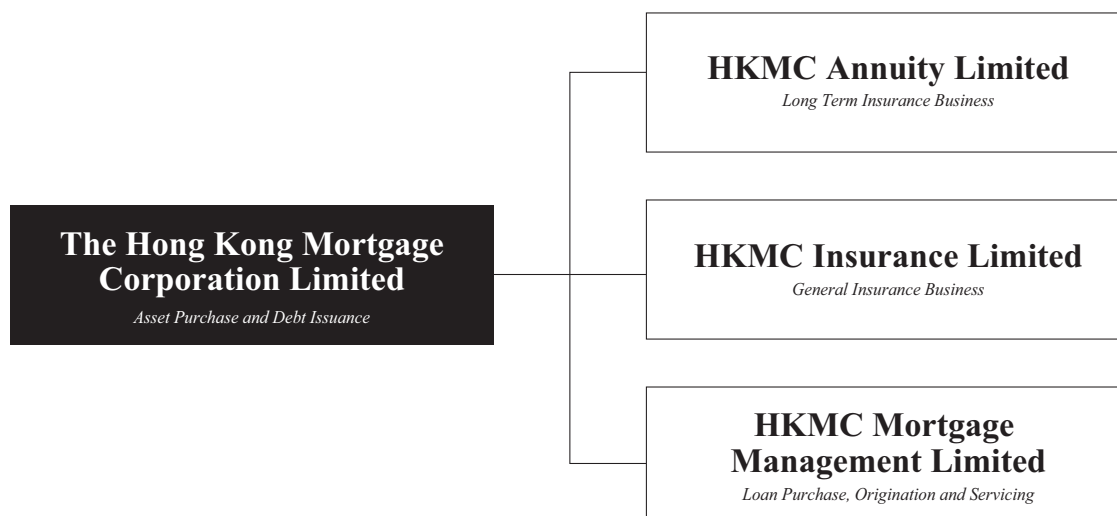 The Hong Kong Mortgage
Corporation Limited
Asset Purchase and Debt Issuance
HKMC Annuity Limited
Long Term Insurance Business
HKMC Insurance Limited
General Insurance Business
HKMC Mortgage
Management Limited
Loan Purchase, Origination and Servicing